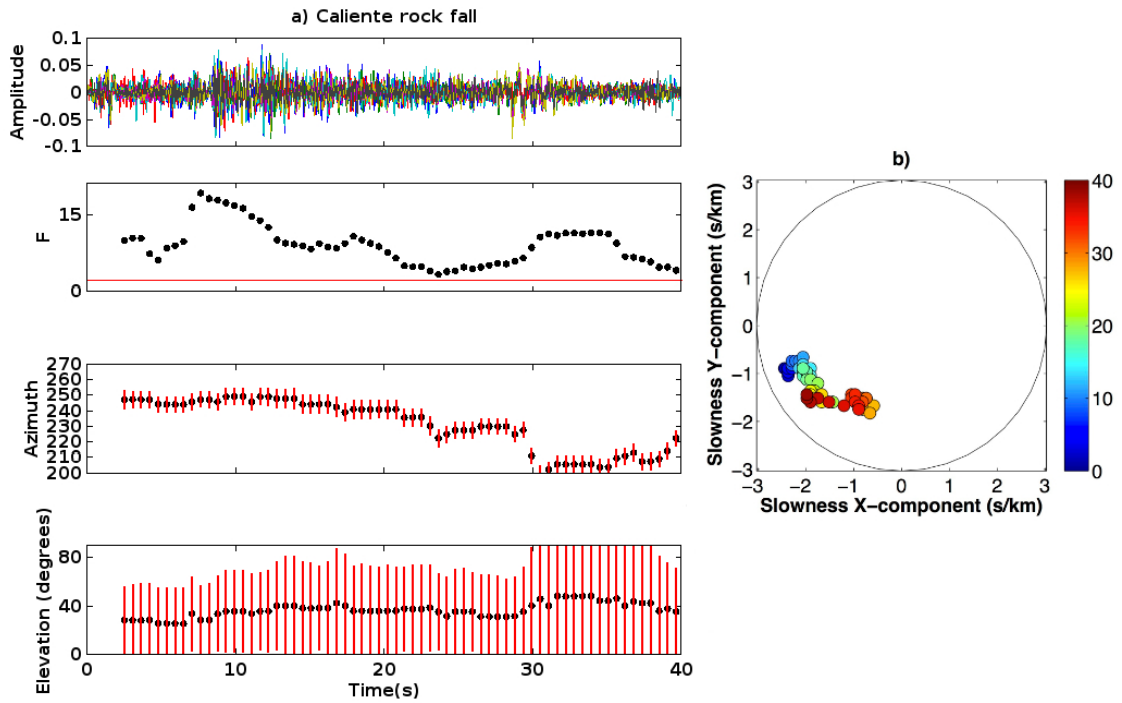 a) Caliente rock fall
0.1
0.05
0
-0.05
-0.1
Amplitude
15
0
F
270
260
250
240
230
220
210
200
Azimuth
80
40
0
Elevation (degrees)
0 10 20 30 40
Time(s)
b)
3
2
1
0
−1
−2
−3
Slowness Y−component (s/km)
−3 −2 −1 0 1 2 3
Slowness X−component (s/km)
40
30
20
10
0